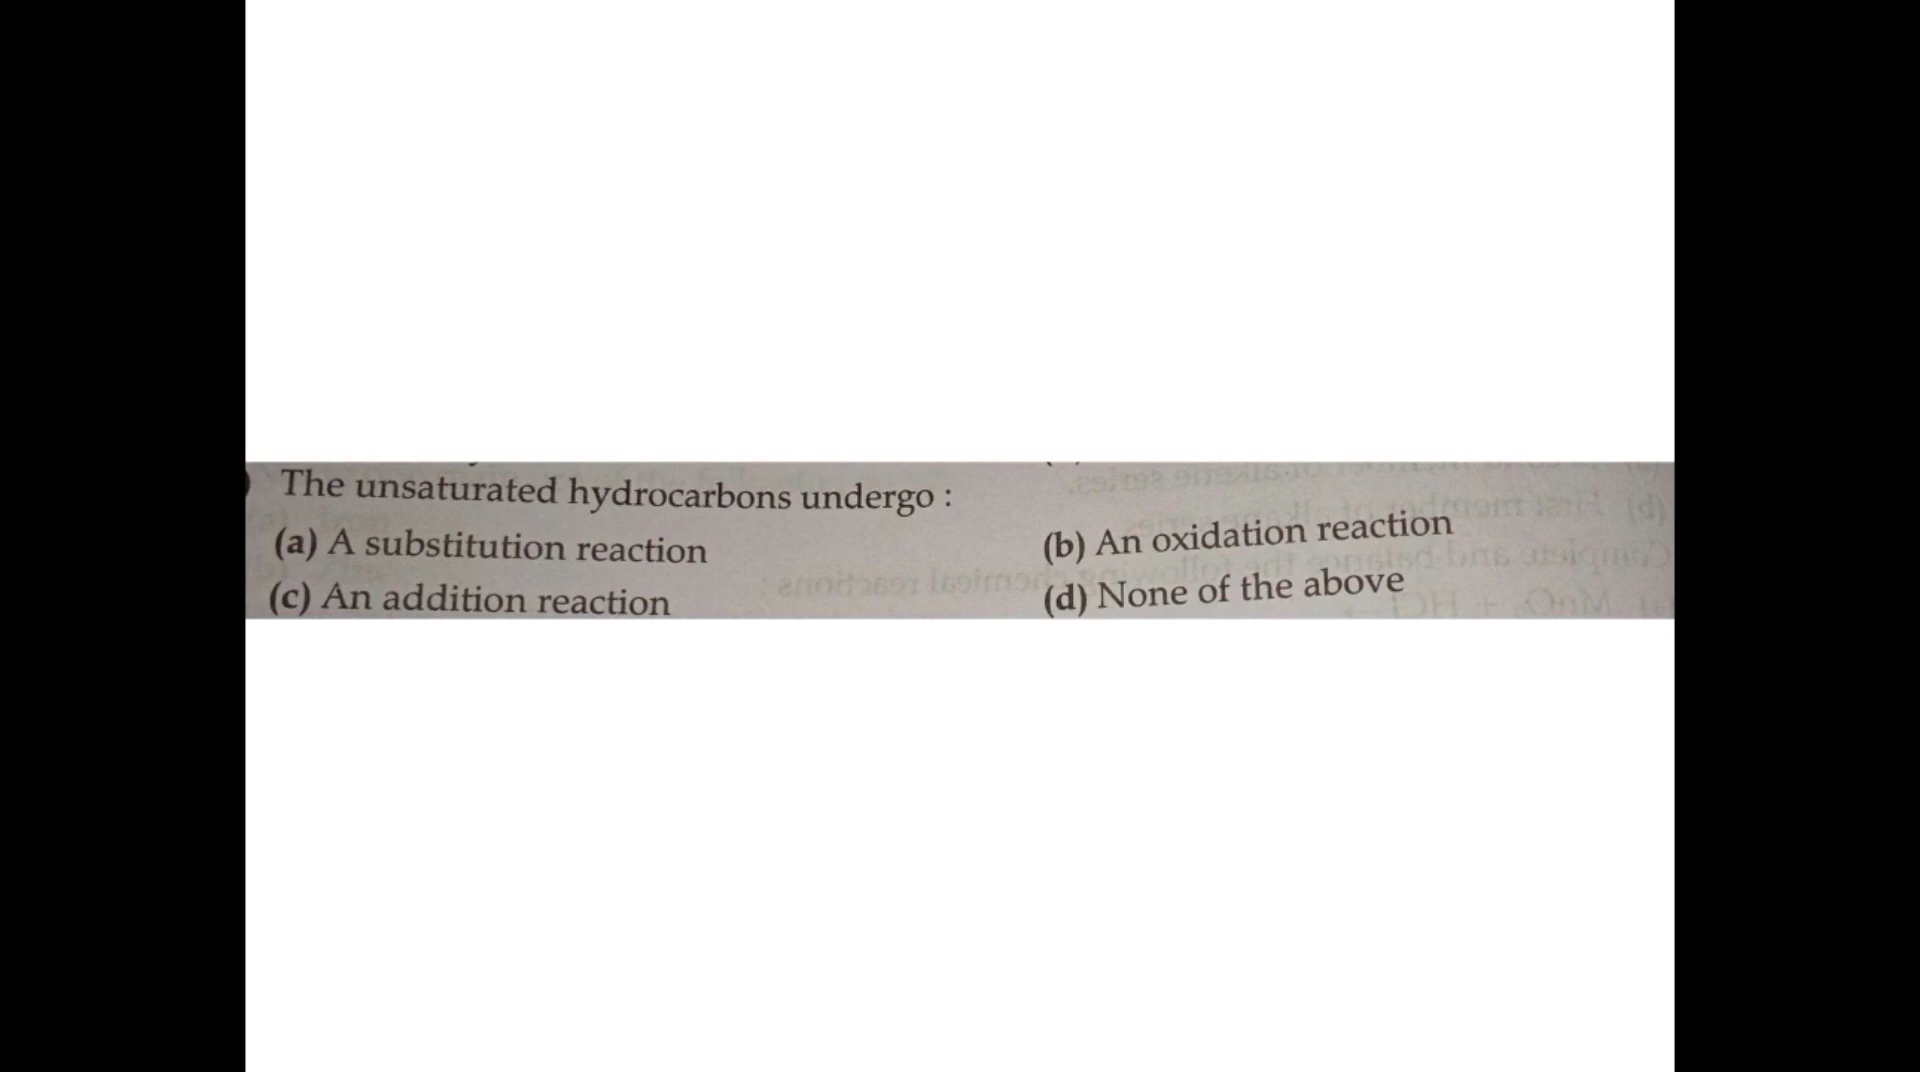 The unsaturated hydrocarbons undergo :
(a) A substitution reaction
(b) An oxidation reaction
(c) An addition reaction
(d) None of the above